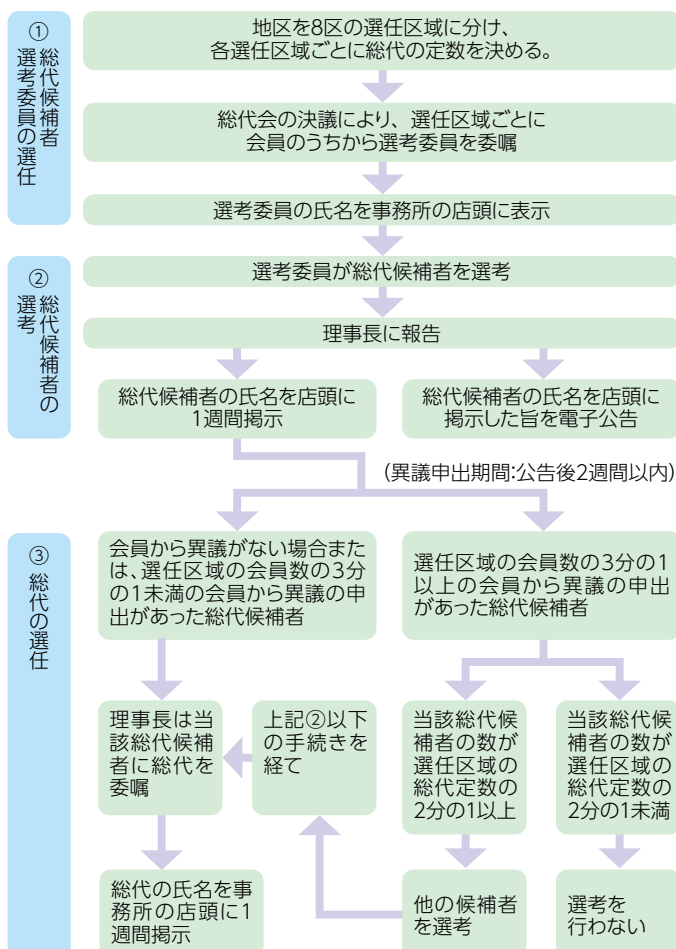 ① 総代候補者
選考委員の選任
地区を8区の選任区域に分け、
各選任区域ごとに総代の定数を決める。
総代会の決議により、選任区域ごとに
会員のうちから選考委員を委嘱
選考委員の氏名を事務所の店頭に表示
② 総代候補者の
選考
選考委員が総代候補者を選考
理事長に報告
総代候補者の氏名を店頭に
1週間掲示
総代候補者の氏名を店頭に
掲示した旨を電子公告
(異議申出期間:公告後2週間以内)
③ 総代の選任
会員から異議がない場合また
は、選任区域の会員数の3分
の1未満の会員から異議の申
出があった総代候補者
選任区域の会員数の3分の1
以上の会員から異議の申出
があった総代候補者
理事長は当
該総代候補
者に総代を
委嘱
上記②以下
の手続きを
経て
当該総代候
補者の数が
選任区域の
総代定数の
2分の1以上
当該総代候
補者の数が
選任区域の
総代定数の
2分の1未満
総代の氏名を事
務所の店頭に1
週間掲示
他の候補者
を選考
選考を
行わない